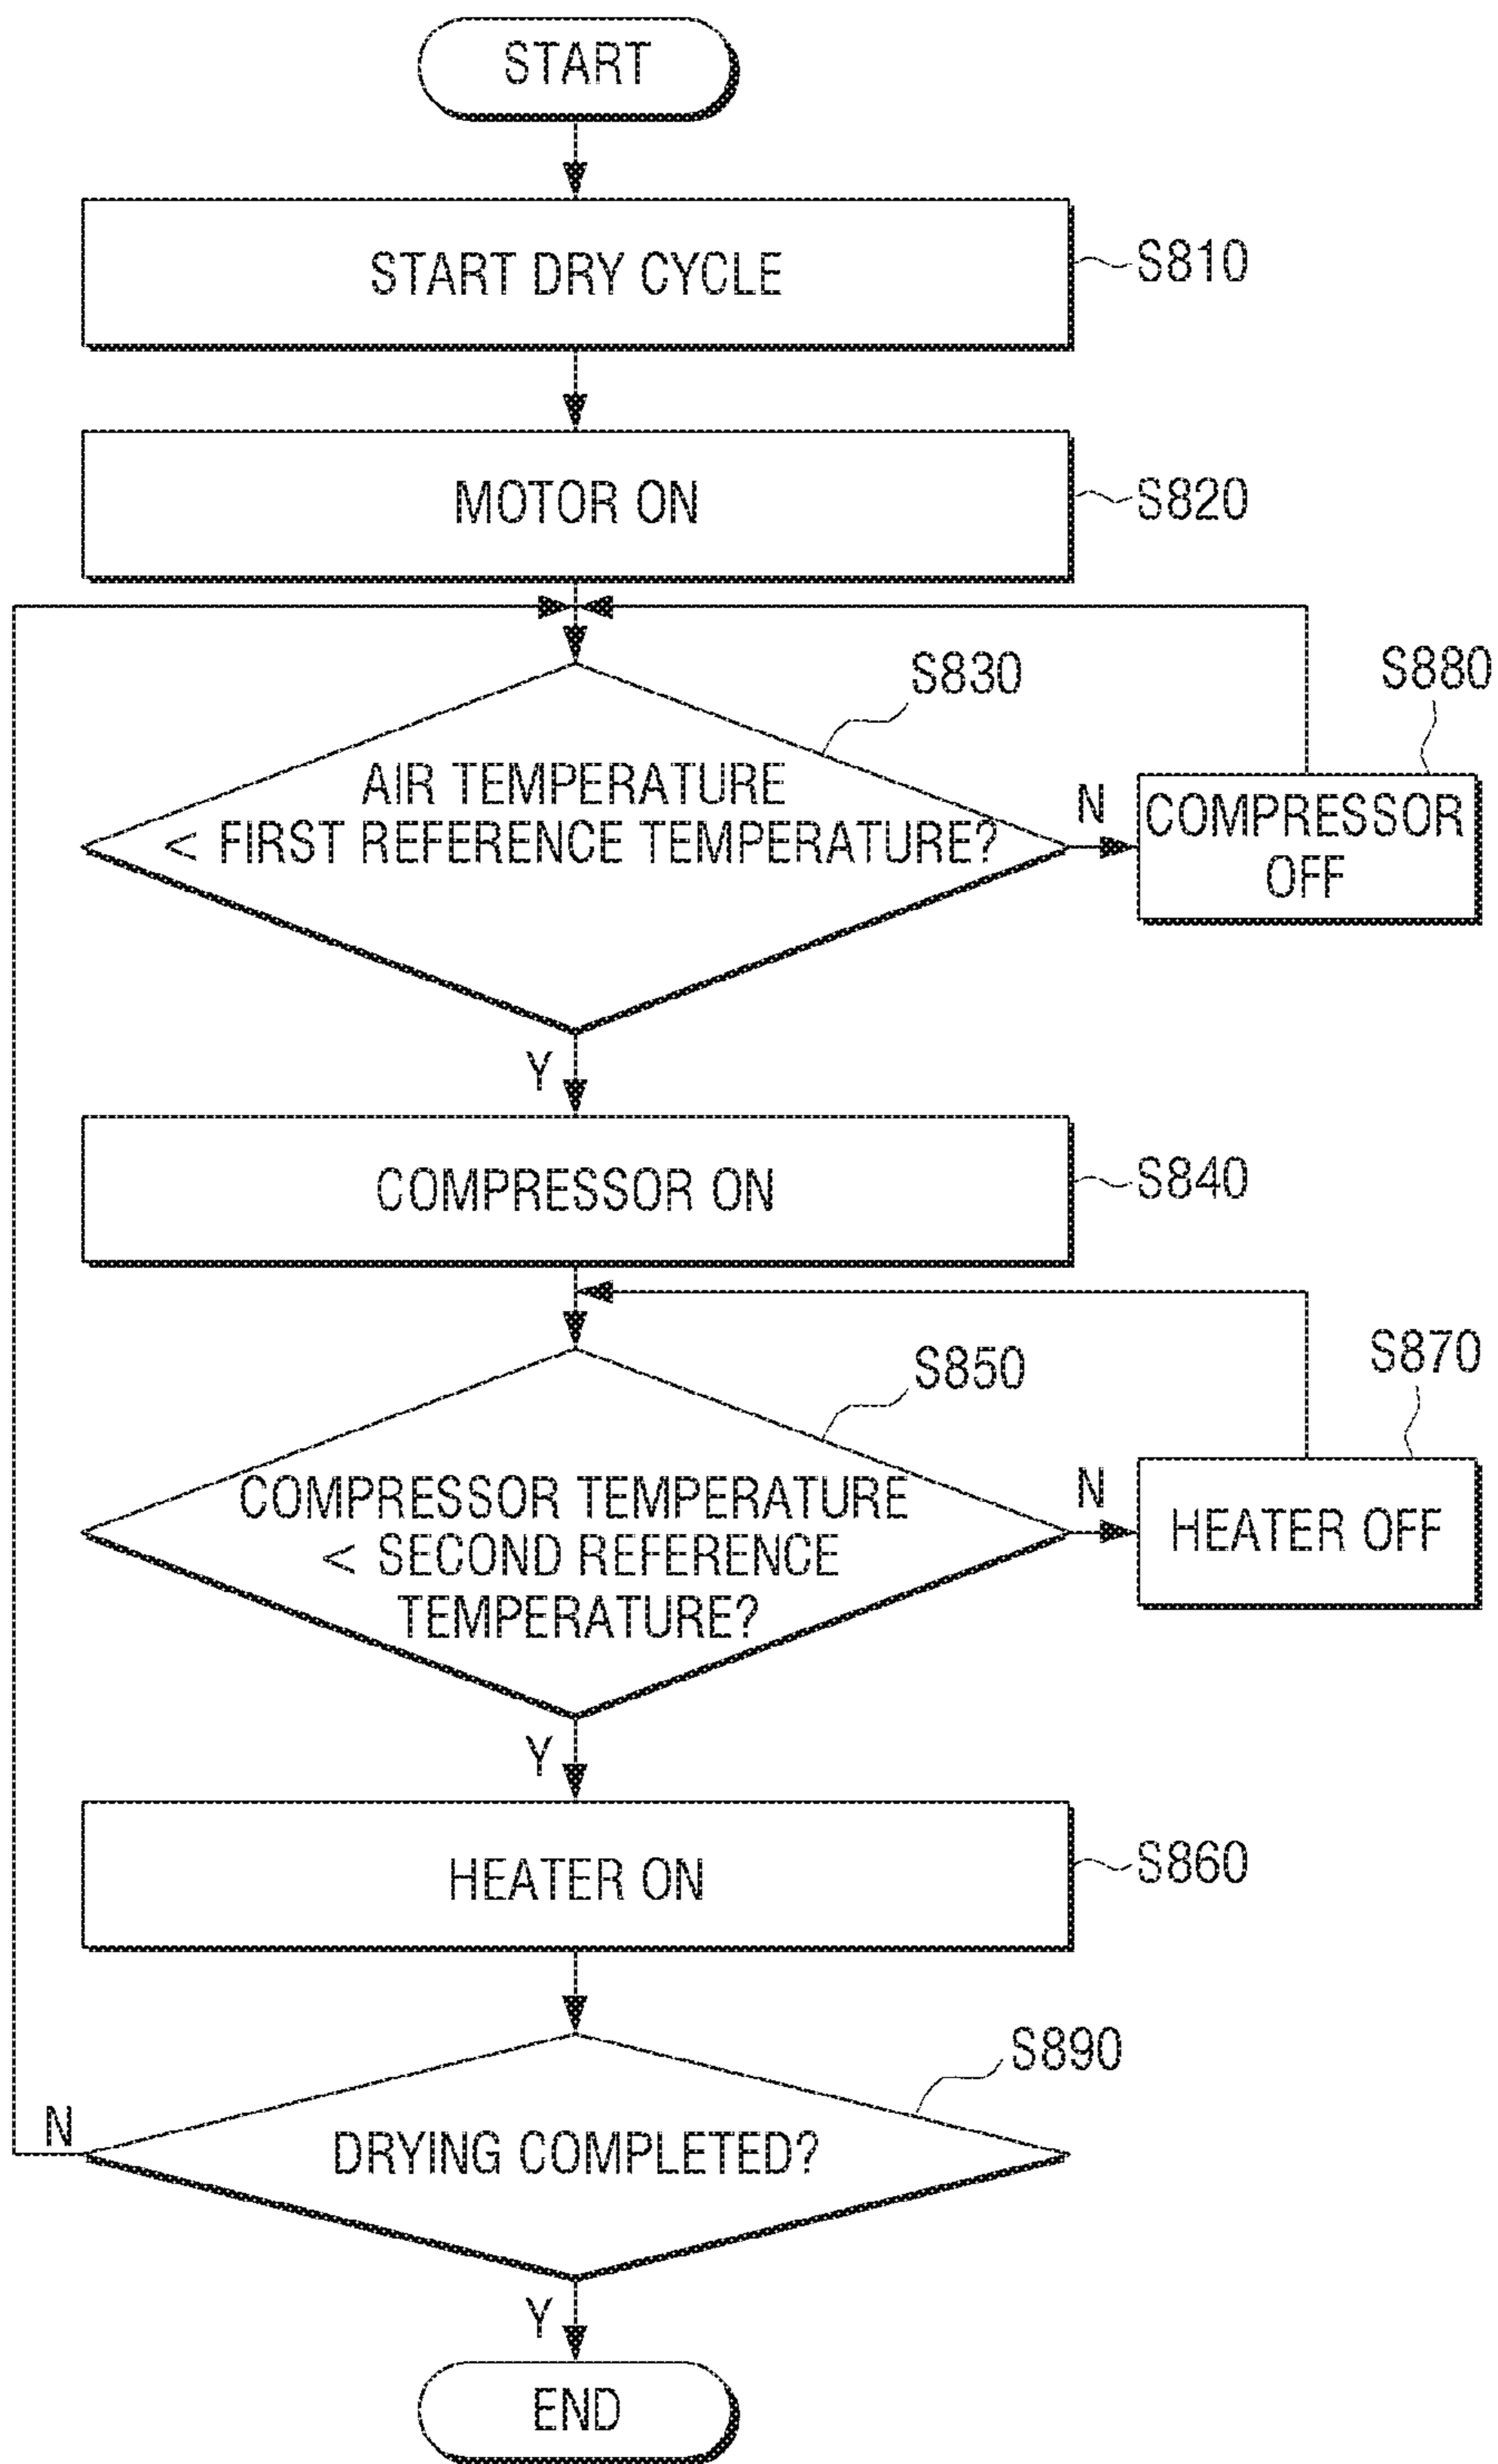 START
START DRY CYCLE
S810
MOTOR ON
S820
S830
S880
AIR TEMPERATURE
< FIRST REFERENCE TEMPERATURE?
N
COMPRESSOR
OFF
Y
COMPRESSOR ON
S840
S850
S870
COMPRESSOR TEMPERATURE
< SECOND REFERENCE
TEMPERATURE?
N
HEATER OFF
Y
HEATER ON
S860
S890
N
DRYING COMPLETED?
Y
END